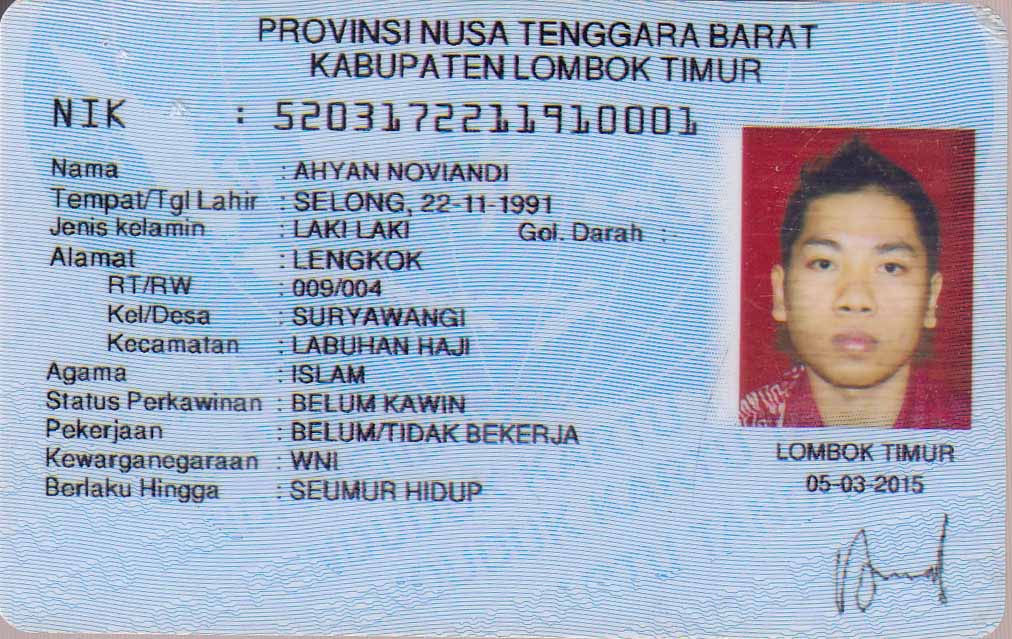 PROVINSI NUSA TENGGARA BARAT
KABUPATEN LOMBOK TIMUR
NIK : 5203172211910001
Nama : AHYAN NOVIANDI
Tempat/Tgl Lahir : SELONG, 22-11-1991
Jenis kelamin : LAKI LAKI Gol. Darah : -
Alamat : LENGKOK
RT/RW : 009/004
Kel/Desa : SURYAWANGI
Kecamatan : LABUHAN HAJI
Agama : ISLAM
Status Perkawinan : BELUM KAWIN
Pekerjaan : BELUM/TIDAK BEKERJA
Kewarganegaraan : WNI
Berlaku Hingga : SEUMUR HIDUP
LOMBOK TIMUR
05-03-2015